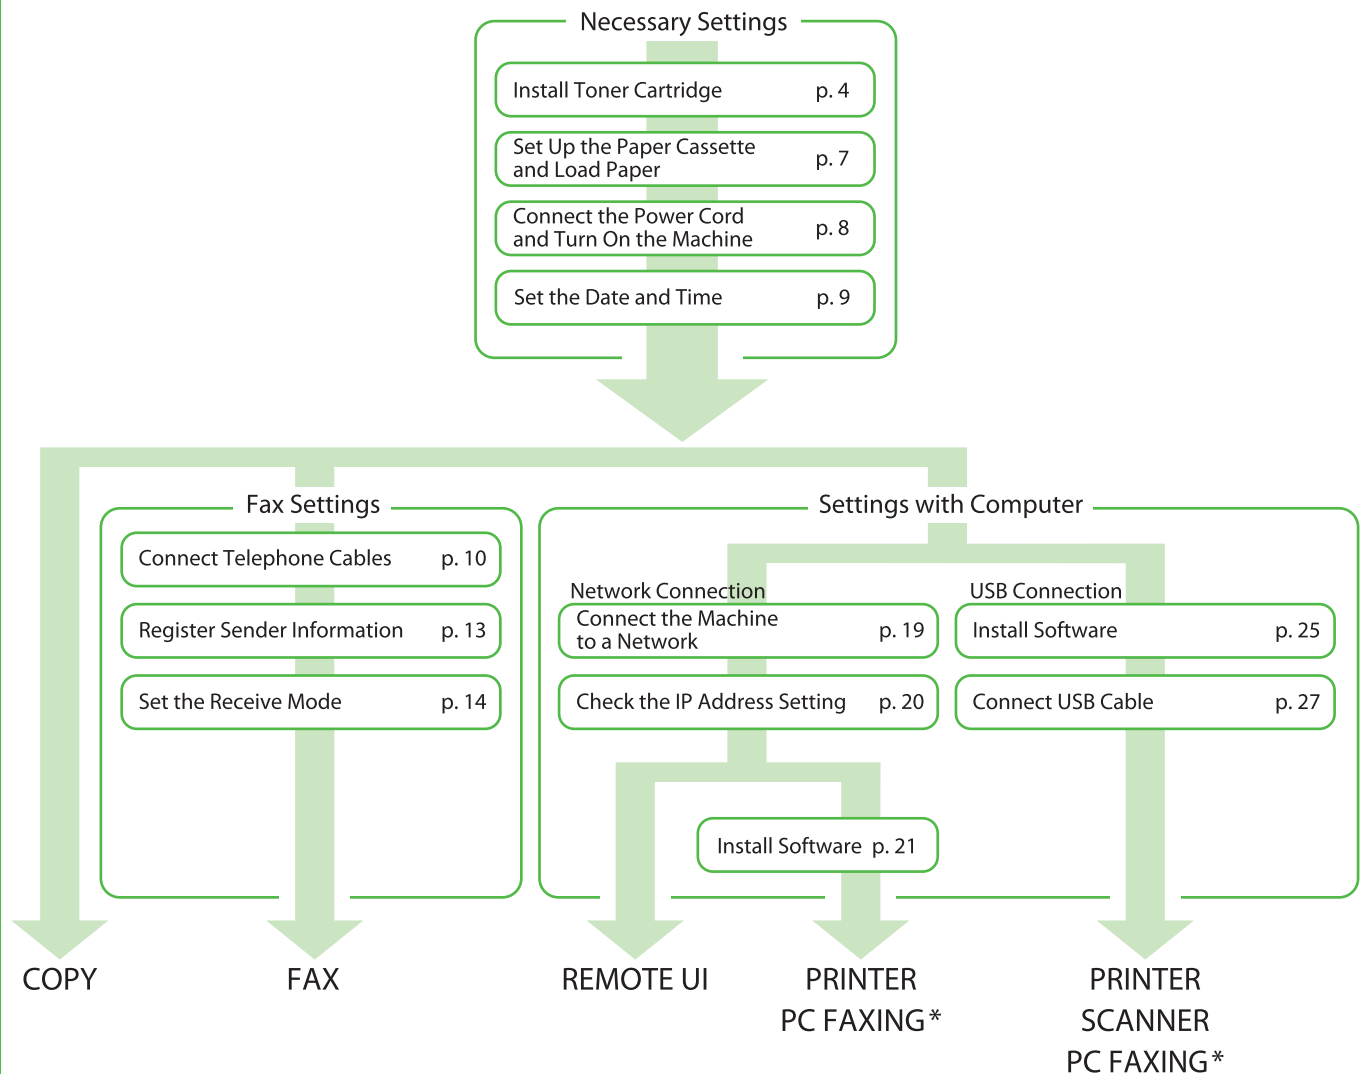 Necessary Settings
Install Toner Cartridge p. 4
Set Up the Paper Cassette
and Load Paper
p. 7
Connect the Power Cord
and Turn On the Machine
p. 8
Set the Date and Time p. 9
Fax Settings
Connect Telephone Cables p. 10
Register Sender Information p. 13
Set the Receive Mode p. 14
Settings with Computer
Network Connection
Connect the Machine
to a Network
p. 19
Check the IP Address Setting p. 20
Install Software p. 21
USB Connection
Install Software p. 25
Connect USB Cable p. 27
COPY
FAX
REMOTE UI
PRINTER
PC FAXING*
PRINTER
SCANNER
PC FAXING*